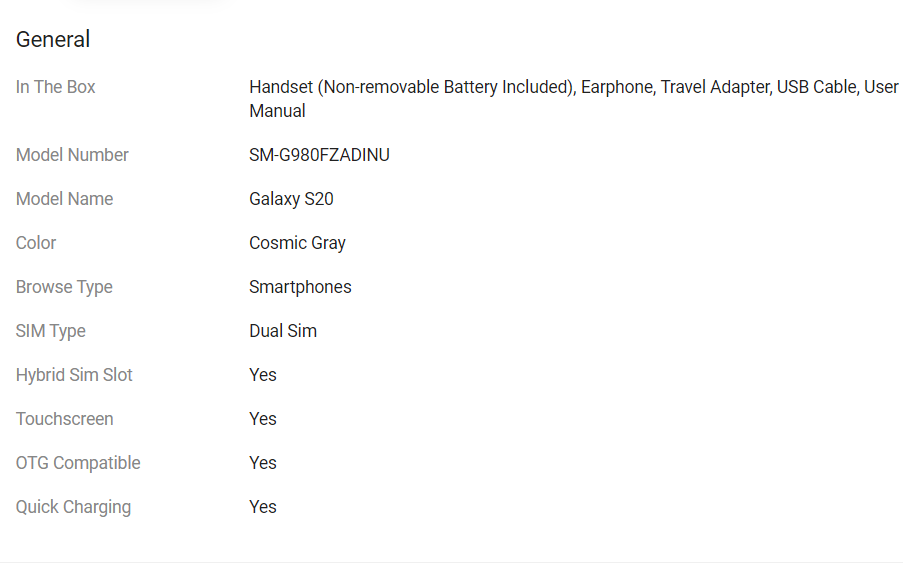 General
In The Box Handset (Non-removable Battery Included), Earphone, Travel Adapter, USB Cable, User
Manual
Model Number SM-G980FZADINU
Model Name Galaxy S20
Color Cosmic Gray
Browse Type Smartphones
SIM Type Dual Sim
Hybrid Sim Slot Yes
Touchscreen Yes
OTG Compatible Yes
Quick Charging Yes